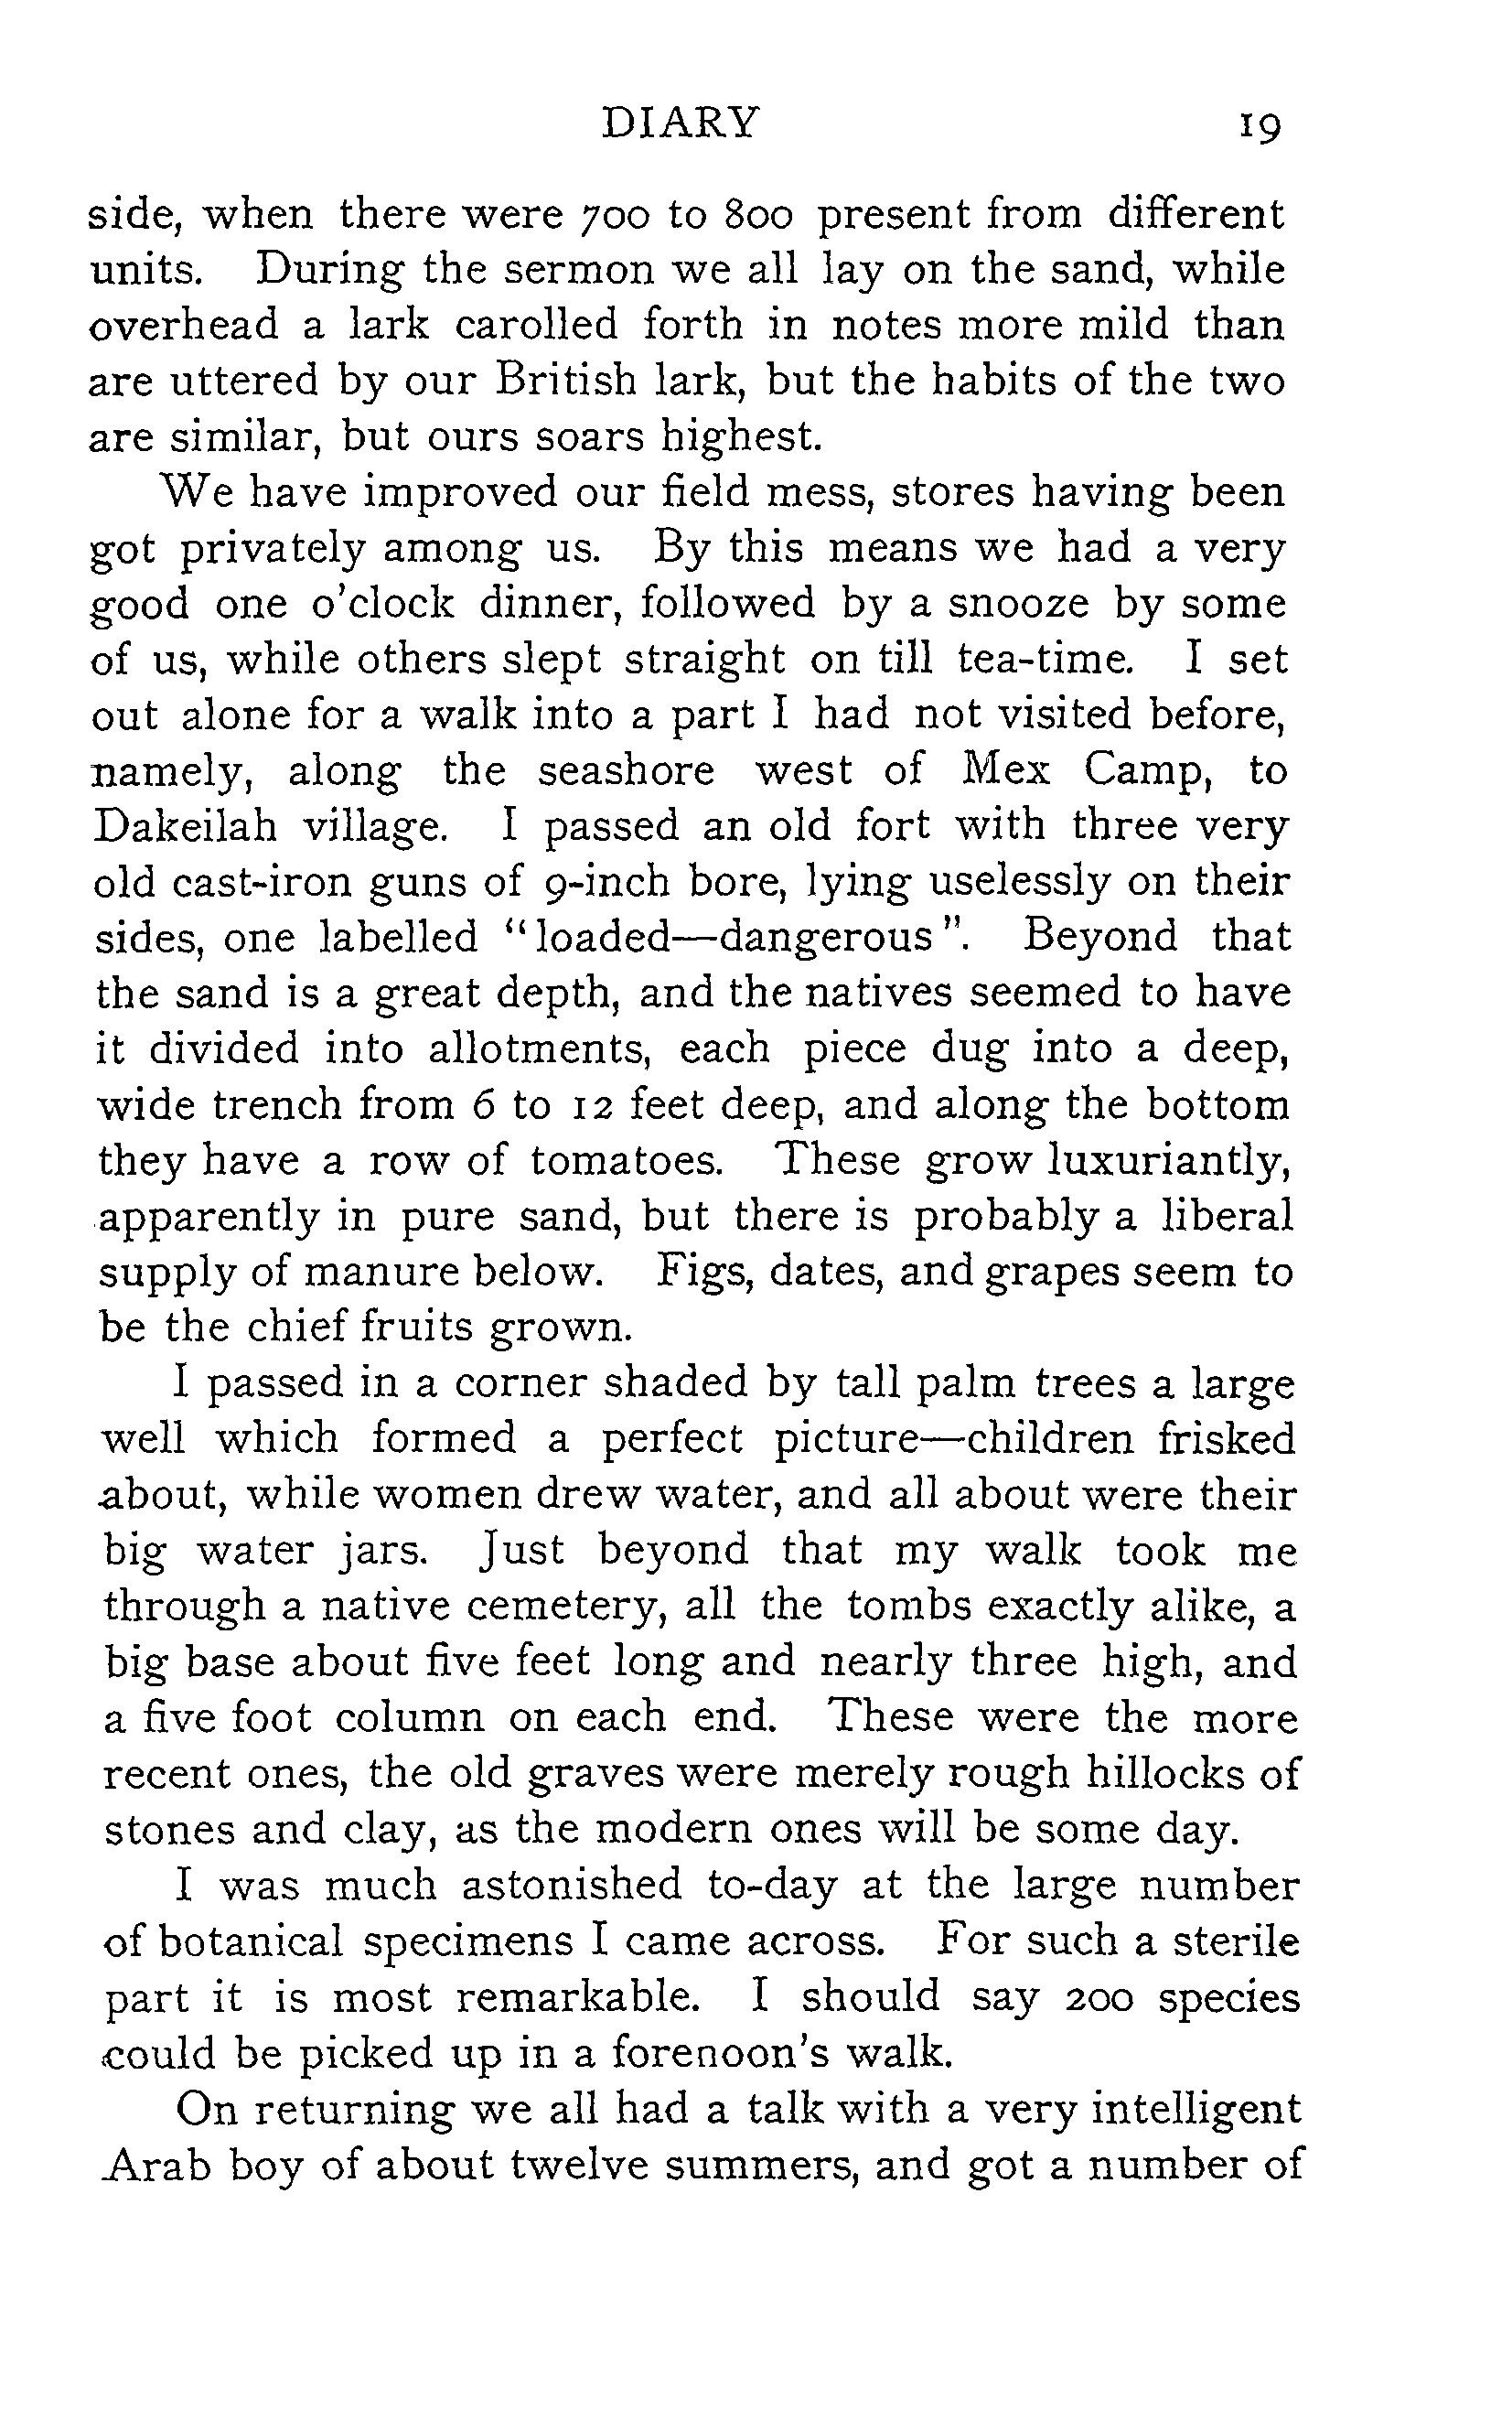 DIARY 19
side, when there were 700 to 800 present from different
units. During the sermon we all lay on the sand, while
overhead a lark carolled forth in notes more mild than
are uttered by our British lark, but the habits of the two
are similar, but ours soars highest.
We have improved our field mess, stores having been
got privately among us. By this means we had a very
good one o'clock dinner, followed by a snooze by some
of us, while others slept straight on till tea-time. I set
out alone for a walk into a part I had not visited before,
namely, along the seashore west of Mex Camp, to
Dakeilah village. I passed an old fort with three very
old cast-iron guns of 9-inch bore, lying uselessly on their
sides, one labelled "loaded—dangerous". Beyond that
the sand is a great depth, and the natives seemed to have
it divided into allotments, each piece dug into a deep,
wide trench from 6 to 12 feet deep, and along the bottom
they have a row of tomatoes. These grow luxuriantly,
apparently in pure sand, but there is probably a liberal
supply of manure below. Figs, dates, and grapes seem to
be the chief fruits grown.
I passed in a corner shaded by tall palm trees a large
well which formed a perfect picture—children frisked
about, while women drew water, and all about were their
big water jars. Just beyond that my walk took me
through a native cemetery, all the tombs exactly alike, a
big base about five feet long and nearly three high, and
a five foot column on each end. These were the more
recent ones, the old graves were merely rough hillocks of
stones and clay, as the modern ones will be some day.
I was much astonished to-day at the large number
of botanical specimens I came across. For such a sterile
part it is most remarkable. I should say 200 species
could be picked up in a forenoon's walk.
On returning we all had a talk with a very intelligent
Arab boy of about twelve summers, and got a number of